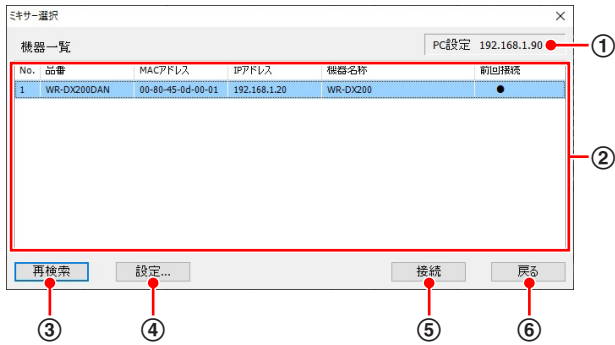 ミキサー選択
機器一覧 PC設定 192.168.1.90 ①
No. 品番 MACアドレス IPアドレス 機器名称 前回接続
1 WR-DX200DAN 00-80-45-0d-00-01 192.168.1.20 WR-DX200 ●
②
再検索 設定... 接続 戻る
③ ④ ⑤ ⑥